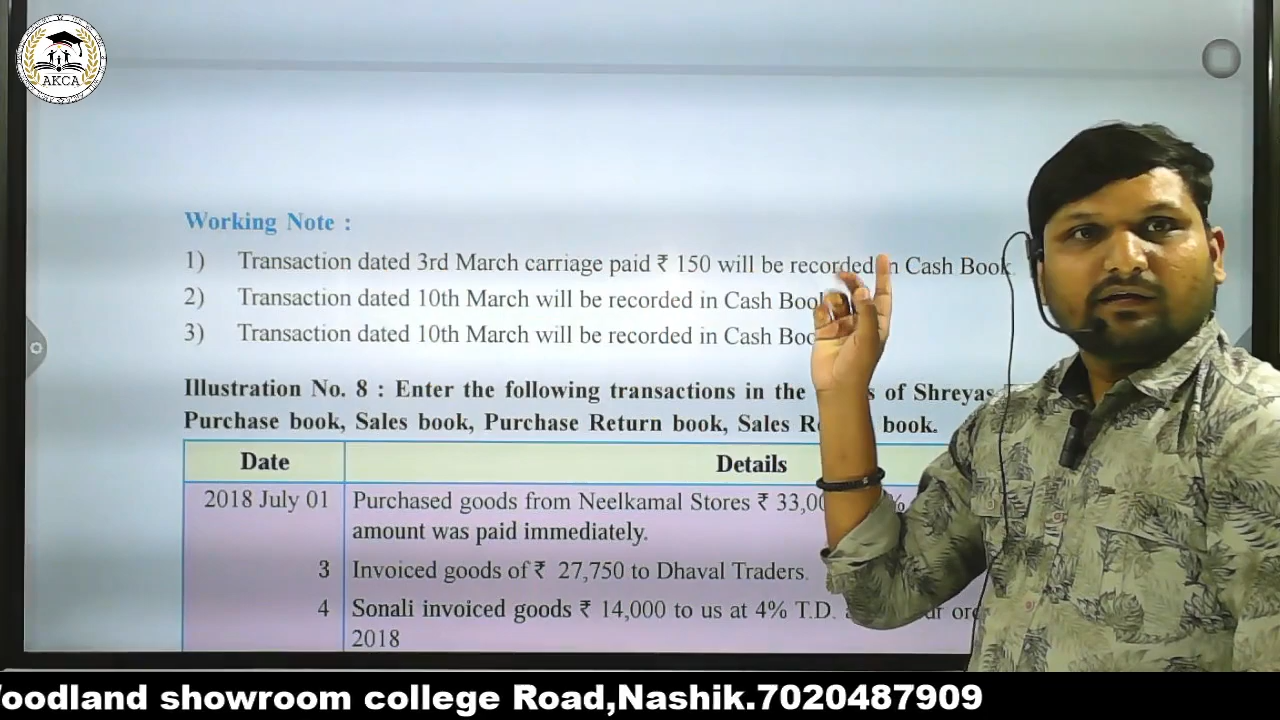 AKCA
Working Note :
1) Transaction dated 3rd March carriage paid ₹ 150 will be recorded in Cash Book
2) Transaction dated 10th March will be recorded in Cash
3) Transaction dated 10th March will be recorded in Cash
Illustration No. 8 : Enter the following transactions in the of Shreyas
Purchase book, Sales book, Purchase Return book, Sales book.
Date Details
2018 July 01 Purchased goods from Neelkamal Stores ₹
amount was paid immediately.
3 Invoiced goods of ₹ 27,750 to Dhaval Traders.
4 Sonali invoiced goods ₹ 14,000 to us at 4% T.D.
2018
showroom college Road,Nashik.7020487909